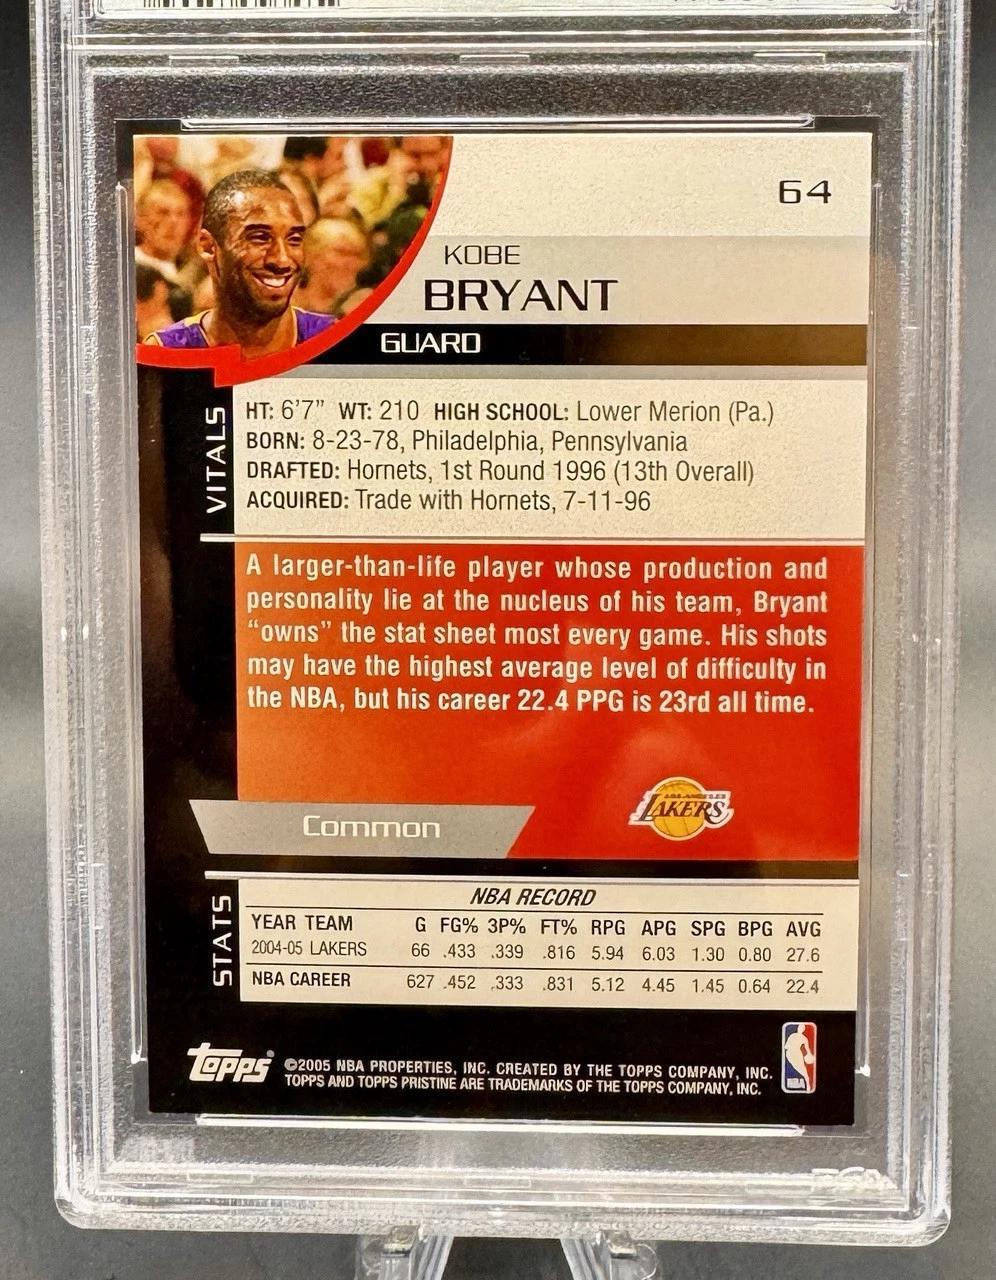 64
KOBE
BRYANT
GUARD
VITALS
HT: 6'7" WT: 210 HIGH SCHOOL: Lower Merion (Pa.)
BORN: 8-23-78, Philadelphia, Pennsylvania
DRAFTED: Hornets, 1st Round 1996 (13th Overall)
ACQUIRED: Trade with Hornets, 7-11-96
A larger-than-life player whose production and
personality lie at the nucleus of his team, Bryant
“owns” the stat sheet most every game. His shots
may have the highest average level of difficulty in
the NBA, but his career 22.4 PPG is 23rd all time.
LOS ANGELES
LAKERS
Common
STATS
NBA RECORD
YEAR TEAM G FG% 3P% FT% RPG APG SPG BPG AVG
2004-05 LAKERS 66 .433 .339 .816 5.94 6.03 1.30 0.80 27.6
NBA CAREER 627 .452 .333 .831 5.12 4.45 1.45 0.64 22.4
topps® ©2005 NBA PROPERTIES, INC. CREATED BY THE TOPPS COMPANY, INC.
TOPPS AND TOPPS PRISTINE ARE TRADEMARKS OF THE TOPPS COMPANY, INC.
NBA